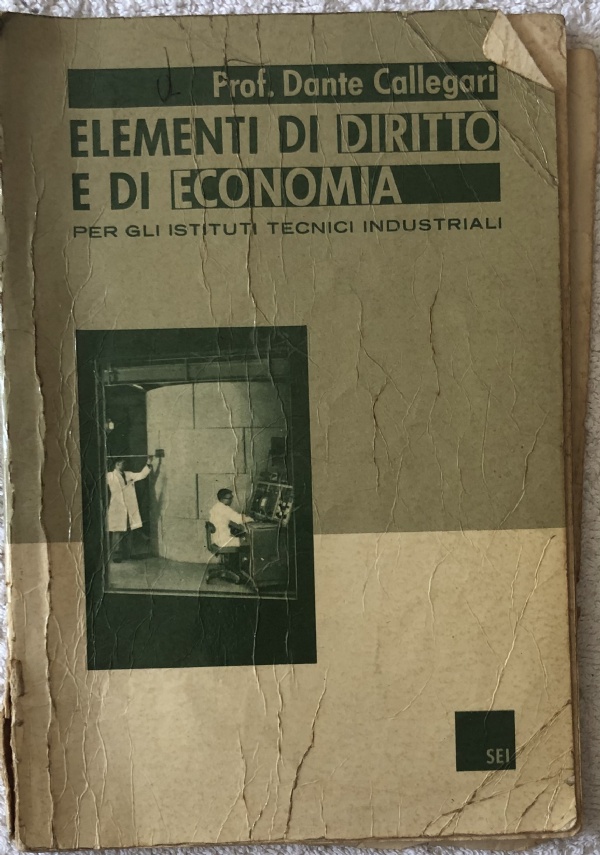 Prof. Dante Callegari
ELEMENTI DI DIRITTO
E DI ECONOMIA
PER GLI ISTITUTI TECNICI INDUSTRIALI
SEI